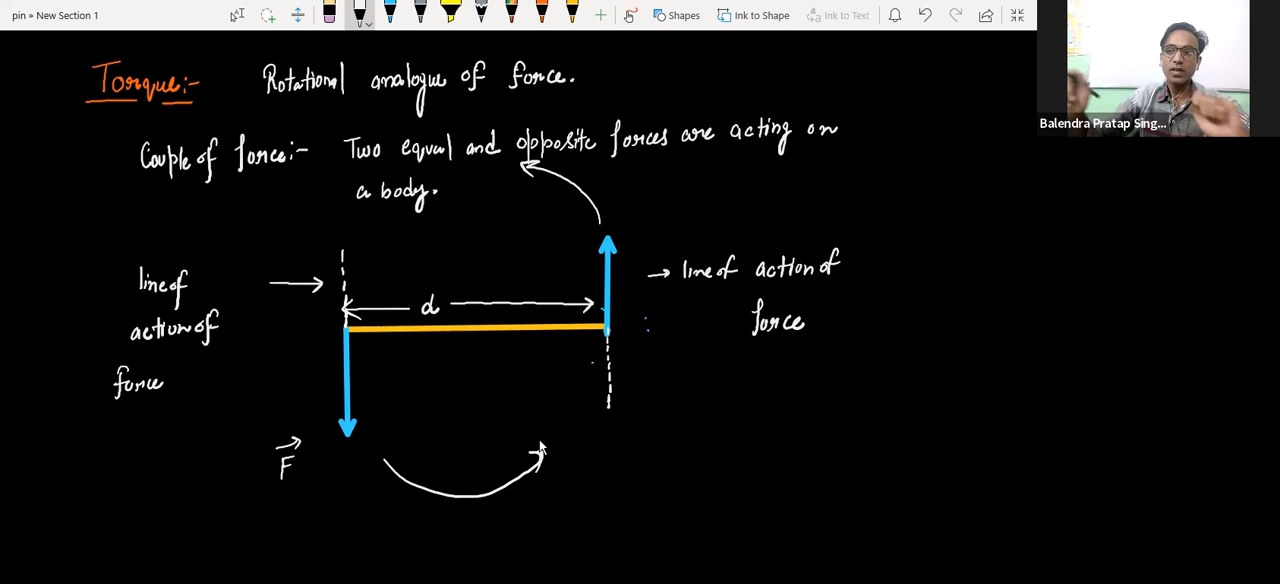 pin » New Section 1
Shapes
Ink to Shape
Ink to Text
Balendra Pratap Sing...
Torque:- Rotational analogue of force.
Couple of force:- Two equal and opposite forces are acting on
a body.
line of
action of
force
d
→ line of action of
force
F